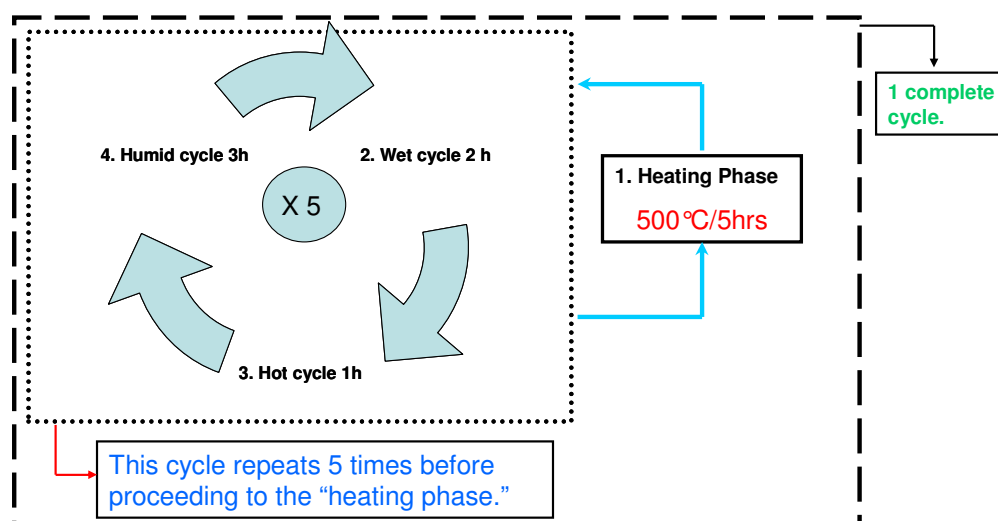 1 complete
cycle.
4. Humid cycle 3h
2. Wet cycle 2 h
X 5
1. Heating Phase
500°C/5hrs
3. Hot cycle 1h
This cycle repeats 5 times before
proceeding to the “heating phase.”